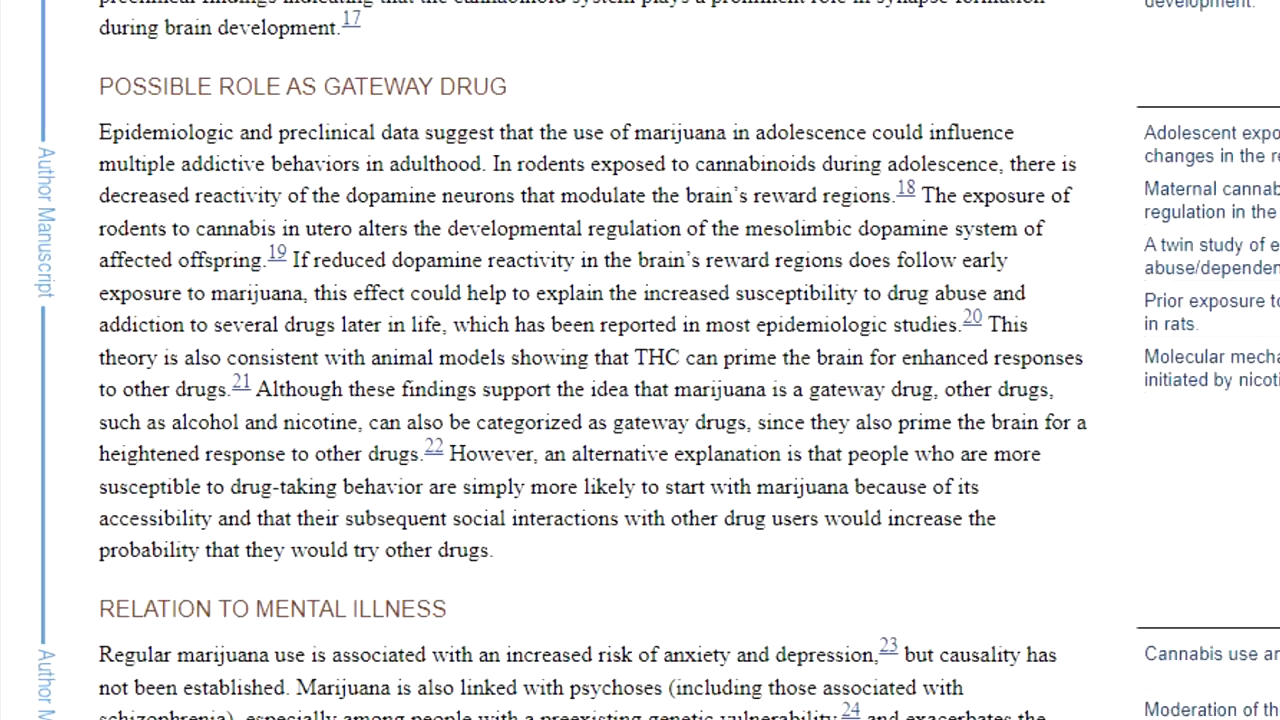 during brain development.17
POSSIBLE ROLE AS GATEWAY DRUG
Epidemiologic and preclinical data suggest that the use of marijuana in adolescence could influence
multiple addictive behaviors in adulthood. In rodents exposed to cannabinoids during adolescence, there is
decreased reactivity of the dopamine neurons that modulate the brain's reward regions.18 The exposure of
rodents to cannabis in utero alters the developmental regulation of the mesolimbic dopamine system of
affected offspring.19 If reduced dopamine reactivity in the brain's reward regions does follow early
exposure to marijuana, this effect could help to explain the increased susceptibility to drug abuse and
addiction to several drugs later in life, which has been reported in most epidemiologic studies.20 This
theory is also consistent with animal models showing that THC can prime the brain for enhanced responses
to other drugs.21 Although these findings support the idea that marijuana is a gateway drug, other drugs,
such as alcohol and nicotine, can also be categorized as gateway drugs, since they also prime the brain for a
heightened response to other drugs.22 However, an alternative explanation is that people who are more
susceptible to drug-taking behavior are simply more likely to start with marijuana because of its
accessibility and that their subsequent social interactions with other drug users would increase the
probability that they would try other drugs.
RELATION TO MENTAL ILLNESS
Regular marijuana use is associated with an increased risk of anxiety and depression,23 but causality has
not been established. Marijuana is also linked with psychoses (including those associated with
schizophrenia), especially among people with a preexisting genetic vulnerability,24 and exacerbates the
Author Manuscript
Author M
development.
Adolescent expo
changes in the re
Maternal cannab
regulation in the
A twin study of e
abuse/dependen
Prior exposure to
in rats.
Molecular mecha
initiated by nicoti
Cannabis use an
Moderation of th